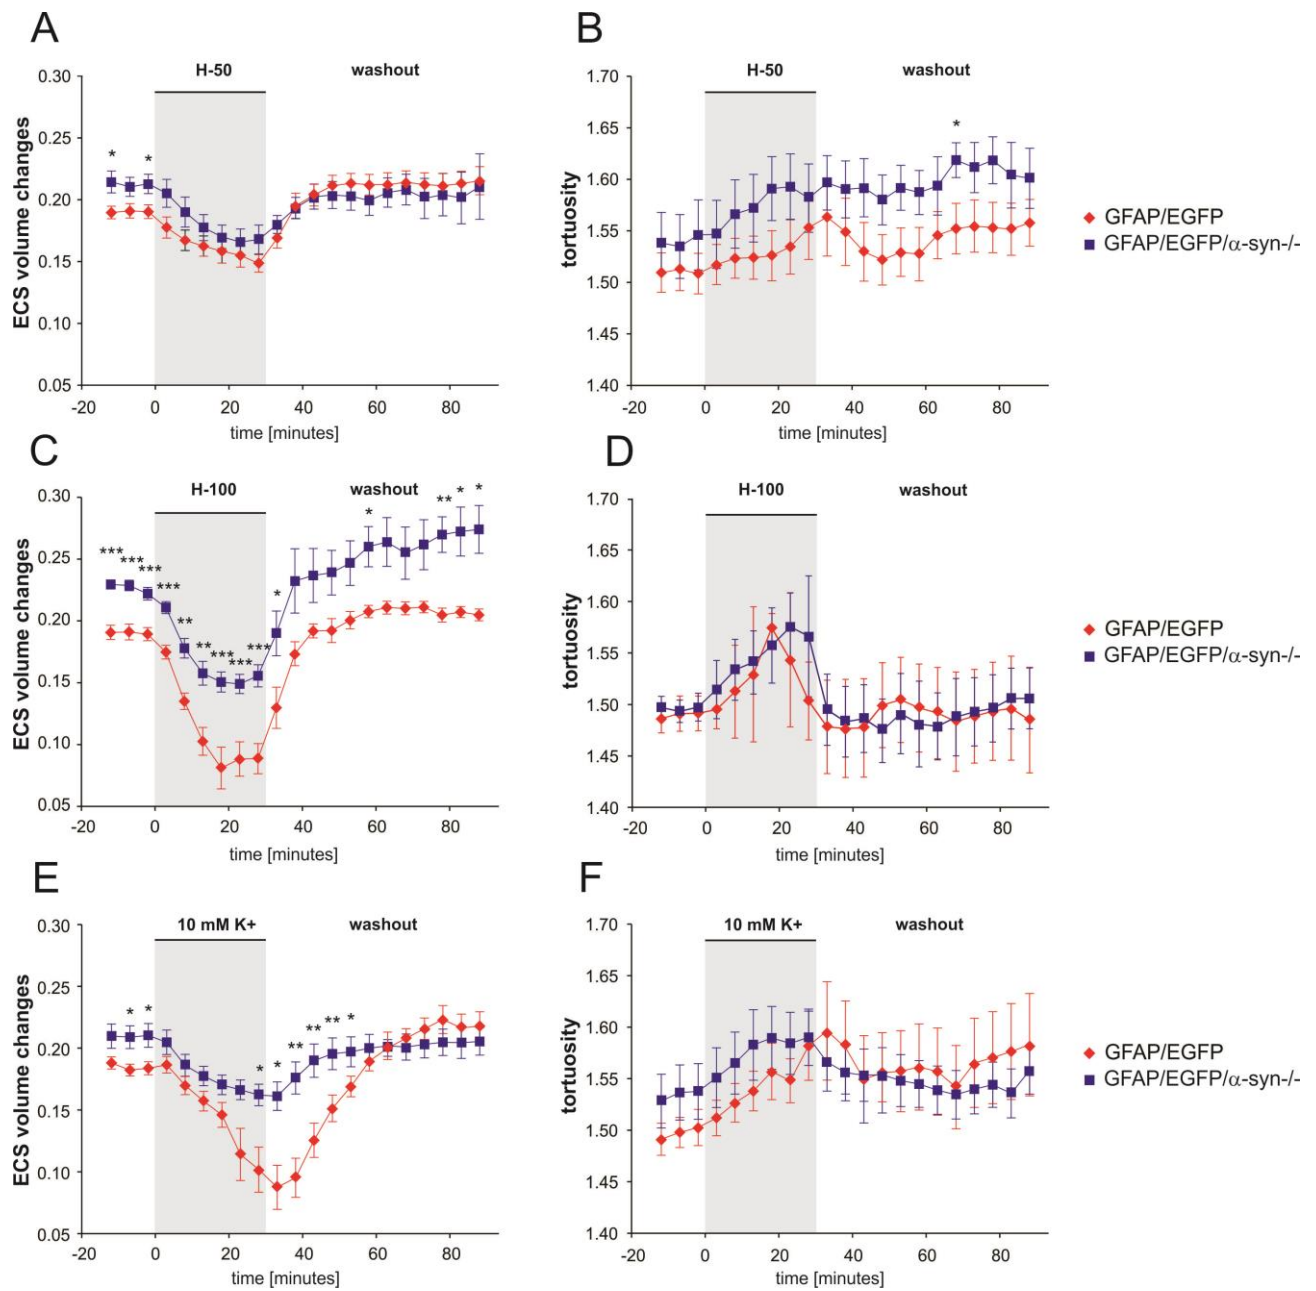 A
H-50
washout
ECS volume changes
0.30
0.25
0.20
0.15
0.10
0.05
* *
-20 0 20 40 60 80
time [minutes]
B
H-50
washout
tortuosity
1.70
1.65
1.60
1.55
1.50
1.45
1.40
*
-20 0 20 40 60 80
time [minutes]
GFAP/EGFP
GFAP/EGFP/α-syn-/-
C
H-100
washout
ECS volume changes
0.30
0.25
0.20
0.15
0.10
0.05
*** *** *** *** ** ** *** *** *** * * ** * *
-20 0 20 40 60 80
time [minutes]
D
H-100
washout
tortuosity
1.70
1.65
1.60
1.55
1.50
1.45
1.40
-20 0 20 40 60 80
time [minutes]
GFAP/EGFP
GFAP/EGFP/α-syn-/-
E
10 mM K+
washout
ECS volume changes
0.30
0.25
0.20
0.15
0.10
0.05
* * * * ** ** ** *
-20 0 20 40 60 80
time [minutes]
F
10 mM K+
washout
tortuosity
1.70
1.65
1.60
1.55
1.50
1.45
1.40
-20 0 20 40 60 80
time [minutes]
GFAP/EGFP
GFAP/EGFP/α-syn-/-